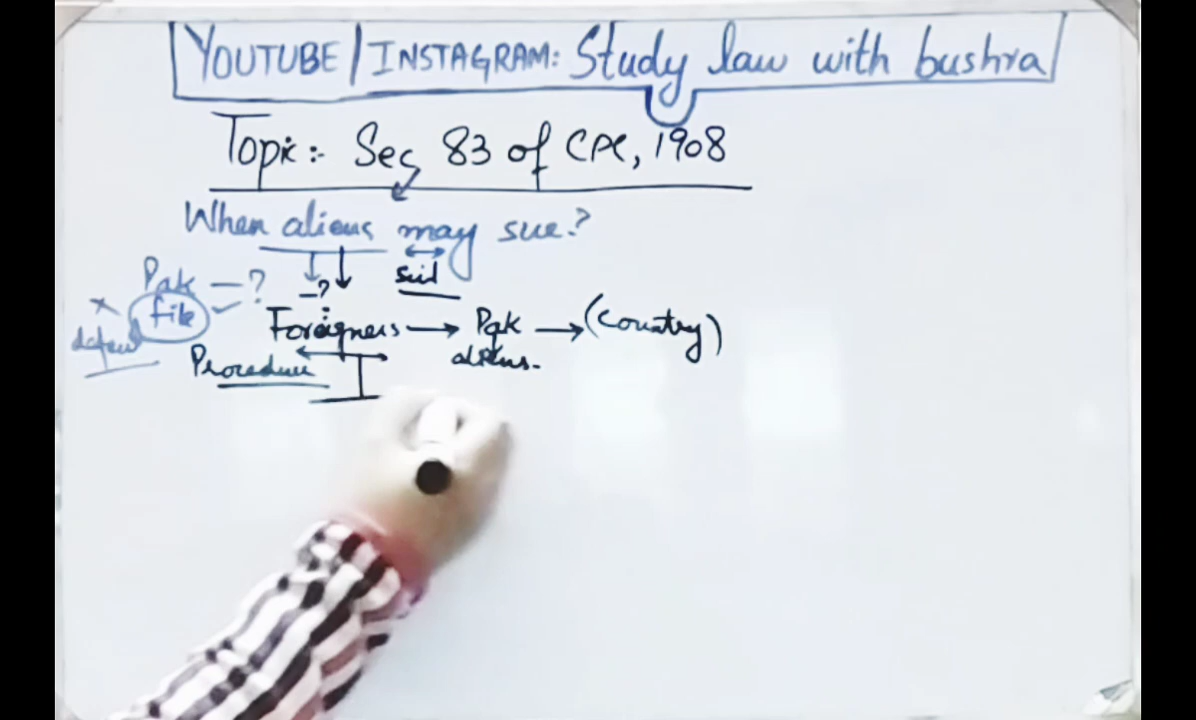 YOUTUBE/INSTAGRAM: Study law with bushra
Topic:- Sec 83 of CPC, 1908
When aliens may sue?
Pak — ?
suit
file
— ?
Foreigners → Pak → (Country)
defend
aliens.
Procedure